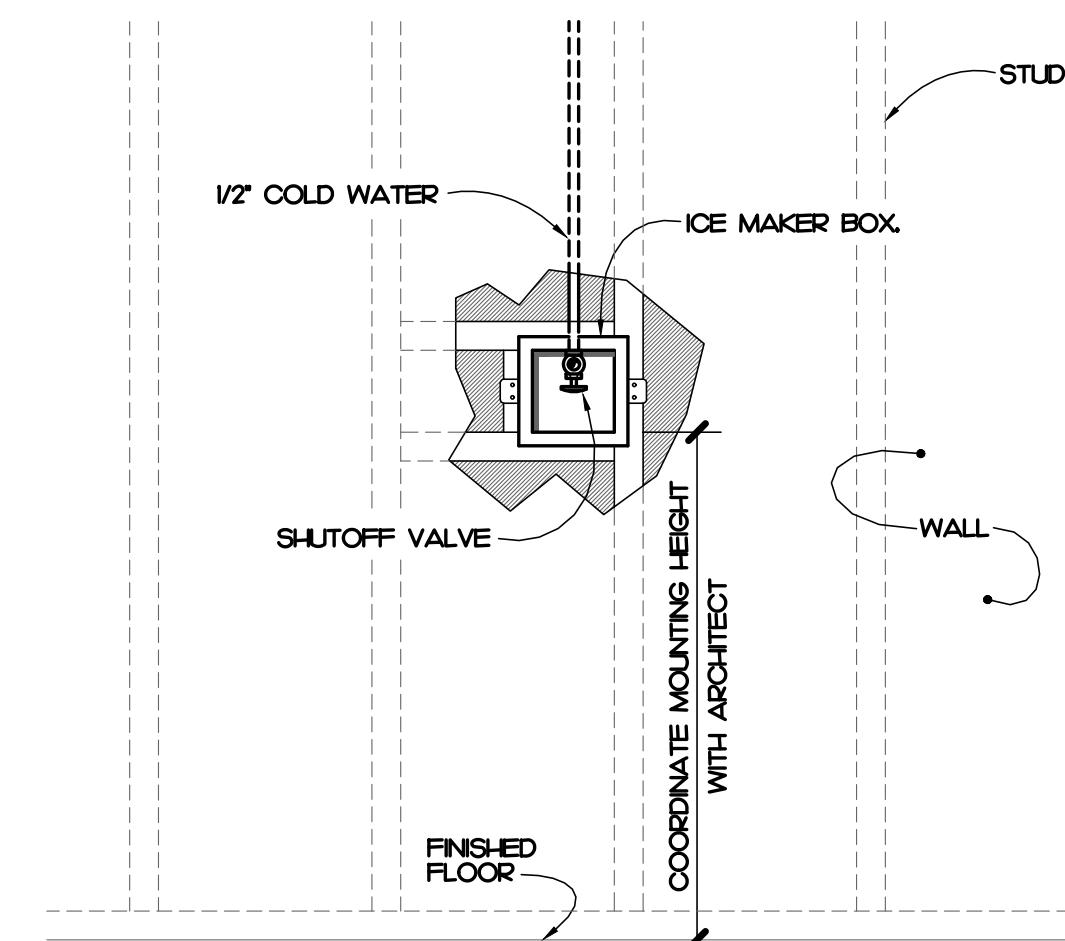 STUD
1/2" COLD WATER
ICE MAKER BOX.
SHUTOFF VALVE
WALL
COORDINATE MOUNTING HEIGHT
WITH ARCHITECT
FINISHED
FLOOR